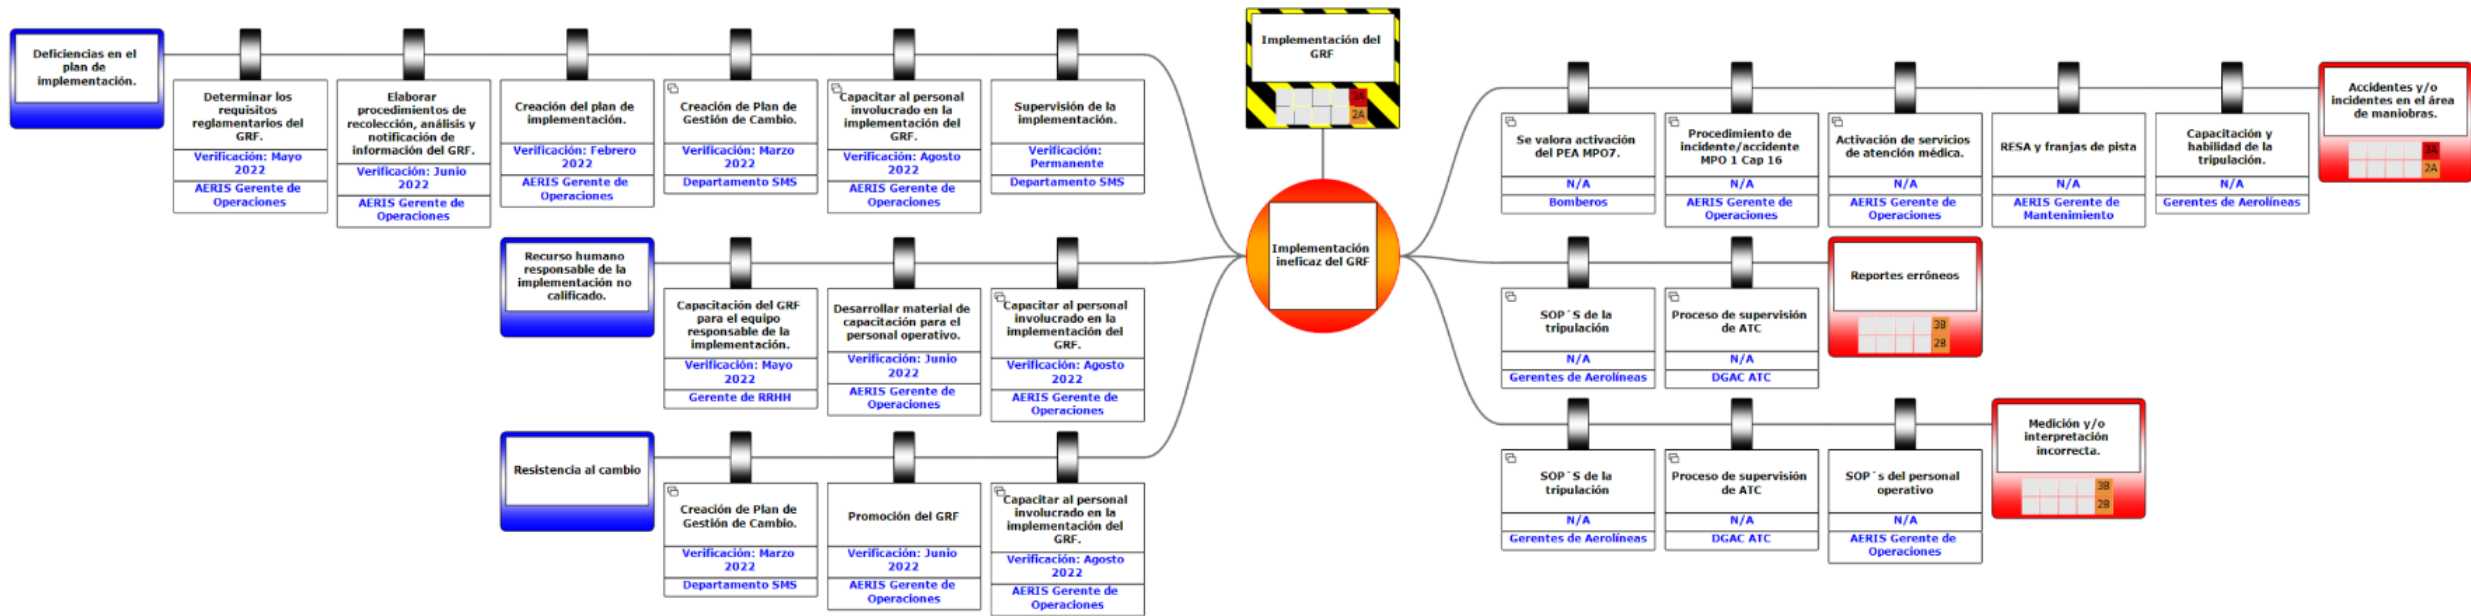 Deficiencias en el
plan de
implementación.
Determinar los
requisitos
reglamentarios del
GRF.
Verificación: Mayo
2022
AERIS Gerente de
Operaciones
Elaborar
procedimientos de
recolección, análisis y
notificación de
información del GRF.
Verificación: Junio
2022
AERIS Gerente de
Operaciones
Creación del plan de
implementación.
Verificación: Febrero
2022
AERIS Gerente de
Operaciones
Creación de Plan de
Gestión de Cambio.
Verificación: Marzo
2022
Departamento SMS
Capacitar al personal
involucrado en la
implementación del
GRF.
Verificación: Agosto
2022
AERIS Gerente de
Operaciones
Supervisión de la
implementación.
Verificación:
Permanente
Departamento SMS
Recurso humano
responsable de la
implementación no
calificado.
Capacitación del GRF
para el equipo
responsable de la
implementación.
Verificación: Mayo
2022
Gerente de RRHH
Desarrollar material de
capacitación para el
personal operativo.
Verificación: Junio
2022
AERIS Gerente de
Operaciones
Capacitar al personal
involucrado en la
implementación del
GRF.
Verificación: Agosto
2022
AERIS Gerente de
Operaciones
Resistencia al cambio
Creación de Plan de
Gestión de Cambio.
Verificación: Marzo
2022
Departamento SMS
Promoción del GRF
Verificación: Junio
2022
AERIS Gerente de
Operaciones
Capacitar al personal
involucrado en la
implementación del
GRF.
Verificación: Agosto
2022
AERIS Gerente de
Operaciones
Implementación del
GRF
3A
2A
Implementación
ineficaz del GRF
Se valora activación
del PEA MPO7.
N/A
Bomberos
Procedimiento de
incidente/accidente
MPO 1 Cap 16
N/A
AERIS Gerente de
Operaciones
Activación de servicios
de atención médica.
N/A
AERIS Gerente de
Operaciones
RESA y franjas de pista
N/A
AERIS Gerente de
Mantenimiento
Capacitación y
habilidad de la
tripulación.
N/A
Gerentes de Aerolíneas
Accidentes y/o
incidentes en el área
de maniobras.
3A
2A
SOP´S de la
tripulación
N/A
Gerentes de Aerolíneas
Proceso de supervisión
de ATC
N/A
DGAC ATC
Reportes erróneos
3B
2B
SOP´S de la
tripulación
N/A
Gerentes de Aerolíneas
Proceso de supervisión
de ATC
N/A
DGAC ATC
SOP´s del personal
operativo
N/A
AERIS Gerente de
Operaciones
Medición y/o
interpretación
incorrecta.
3B
2B